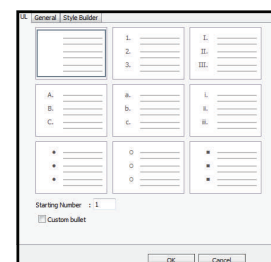 UL General Style Builder
1. I.
2. II.
3. III.
A. a. i.
B. b. ii.
C. c. iii.
Starting Number : 1
Custom bullet
OK Cancel